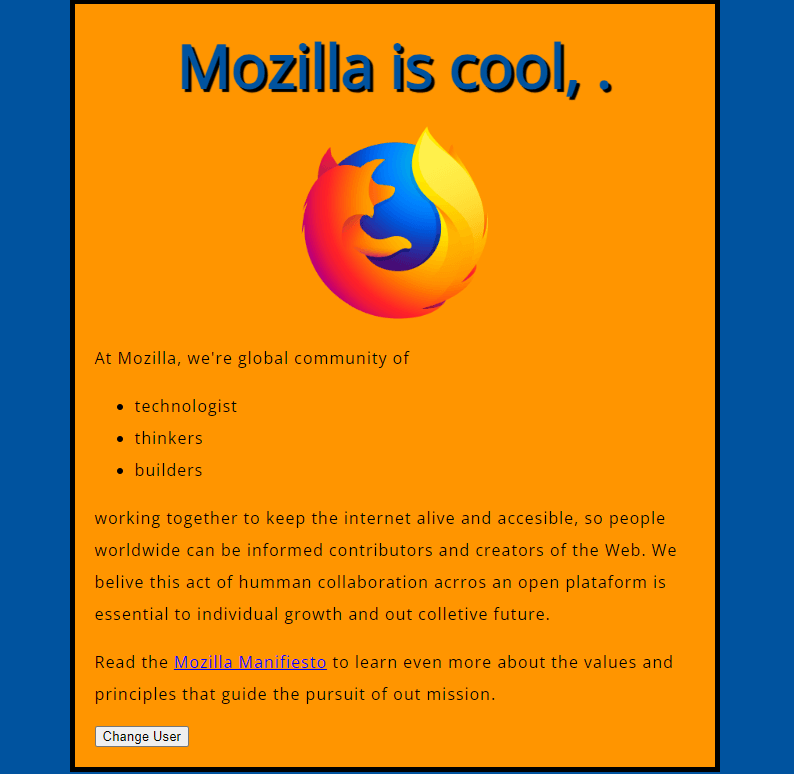 Mozilla is cool, .
At Mozilla, we're global community of
technologist
thinkers
builders
working together to keep the internet alive and accesible, so people
worldwide can be informed contributors and creators of the Web. We
belive this act of humman collaboration acrros an open plataform is
essential to individual growth and out colletive future.
Read the Mozilla Manifiesto to learn even more about the values and
principles that guide the pursuit of out mission.
Change User